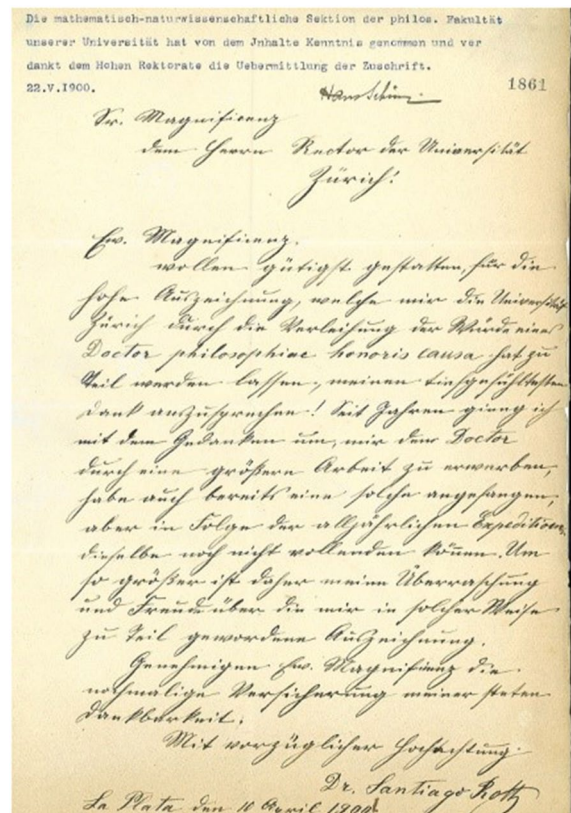 Die mathematisch-naturwissenschaftliche Sektion der philos. Fakultät
unserer Universität hat von dem Jnhalte Kenntnis genommen und ver
dankt dem Hohen Rektorate die Uebermittlung der Zuschrift.
22.V.1900.
Hans Schinz.
1861
Sr. Magnificenz
dem Herrn Rector der Universität
Zürich!
Ew. Magnificenz.
wollen gütigst gestatten, für die
hohe Auszeichnung, welche mir die Universität
Zürich durch die Verleihung der Würde eines
Doctor philosophiae honoris causa hat zu
Teil werden lassen, meinen tiefgefühltesten
Dank auszusprechen! Seit Jahren gieng ich
mit dem Gedanken um, mir den Doctor
durch eine größere Arbeit zu erwerben,
habe auch bereits eine solche angefangen,
aber in Folge der alljährlichen Expeditionen
dieselbe noch nicht vollenden können. Um
so größer ist daher meine Überraschung
und Freude über die mir in solcher Weise
zu Teil gewordene Auszeichnung.
Genehmigen Ew. Magnificenz die
nochmalige Versicherung meiner steten
Dankbarkeit.
Mit vorzüglicher Hochachtung.
Dr. Santiago Roth
La Plata den 10 April 1900